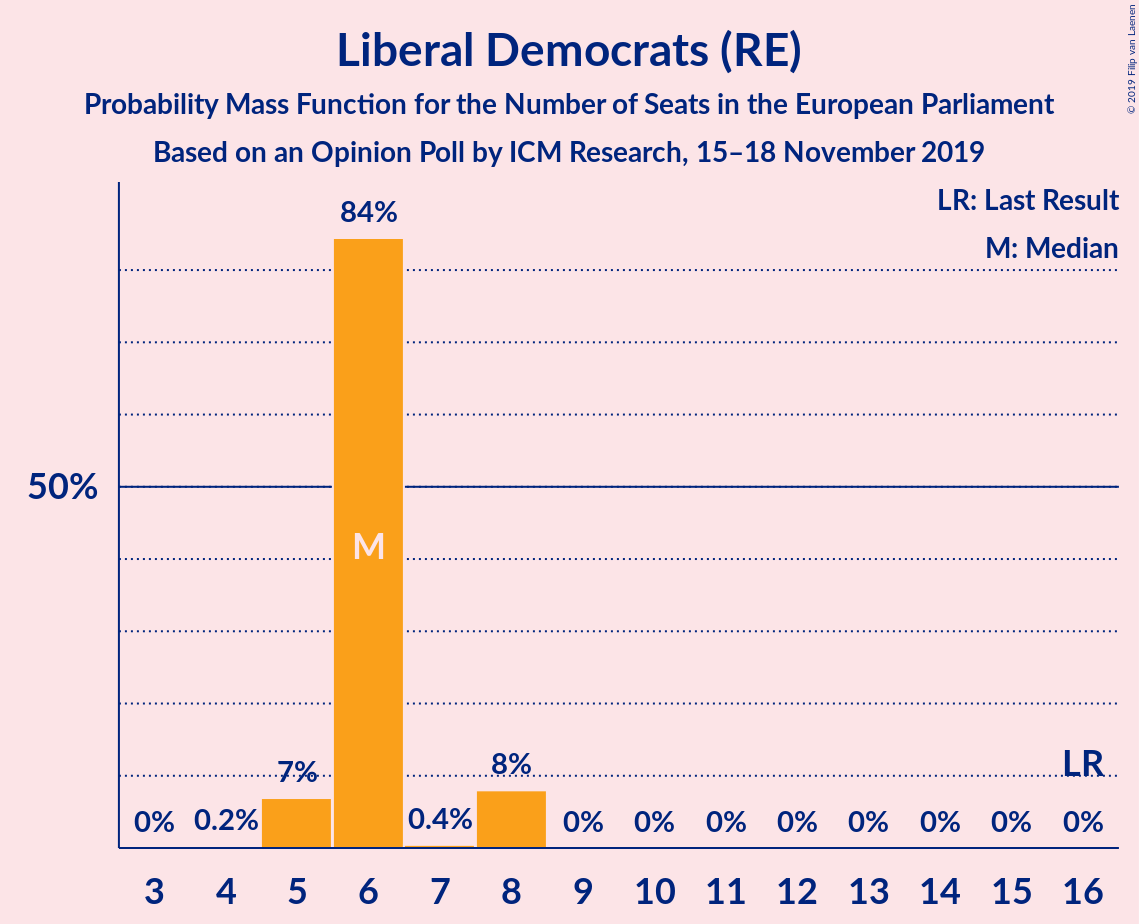 Liberal Democrats (RE)
Probability Mass Function for the Number of Seats in the European Parliament
Based on an Opinion Poll by ICM Research, 15–18 November 2019
© 2019 Filip van Laenen
LR: Last Result
M: Median
84%
50%
M
7%
8%
LR
0%
0.2%
0.4%
0%
0%
0%
0%
0%
0%
0%
0%
3 4 5 6 7 8 9 10 11 12 13 14 15 16